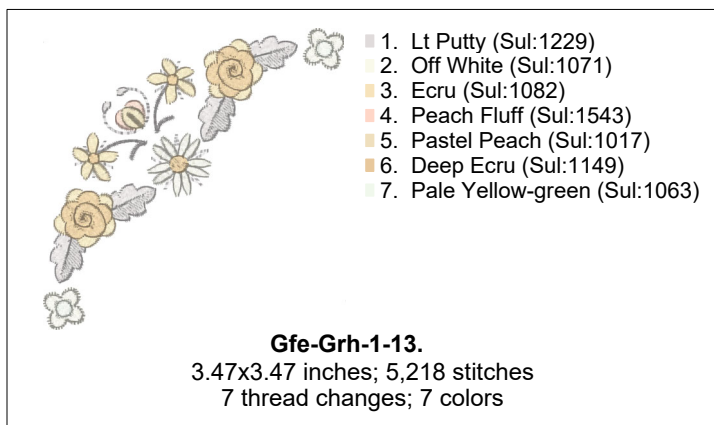 1. Lt Putty (Sul:1229)
2. Off White (Sul:1071)
3. Ecru (Sul:1082)
4. Peach Fluff (Sul:1543)
5. Pastel Peach (Sul:1017)
6. Deep Ecru (Sul:1149)
7. Pale Yellow-green (Sul:1063)
Gfe-Grh-1-13.
3.47x3.47 inches; 5,218 stitches
7 thread changes; 7 colors